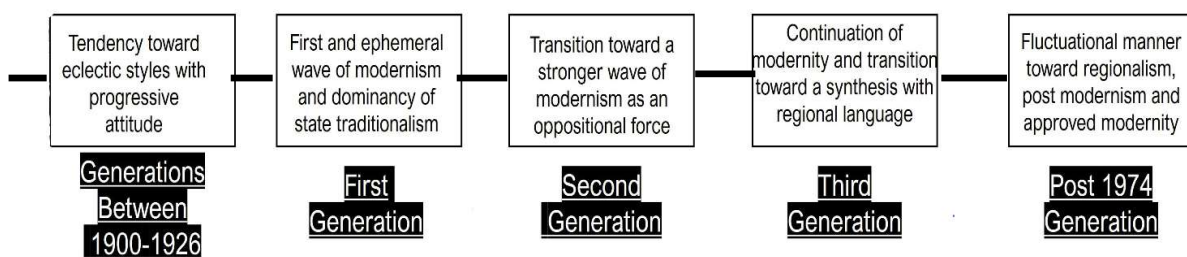 Tendency toward
eclectic styles with
progressive
attitude
Generations
Between
1900-1926
First and ephemeral
wave of modernism
and dominancy of
state traditionalism
First
Generation
Transition toward a
stronger wave of
modernism as an
oppositional force
Second
Generation
Continuation of
modernity and transition
toward a synthesis with
regional language
Third
Generation
Fluctuational manner
toward regionalism,
post modernism and
approved modernity
Post 1974
Generation